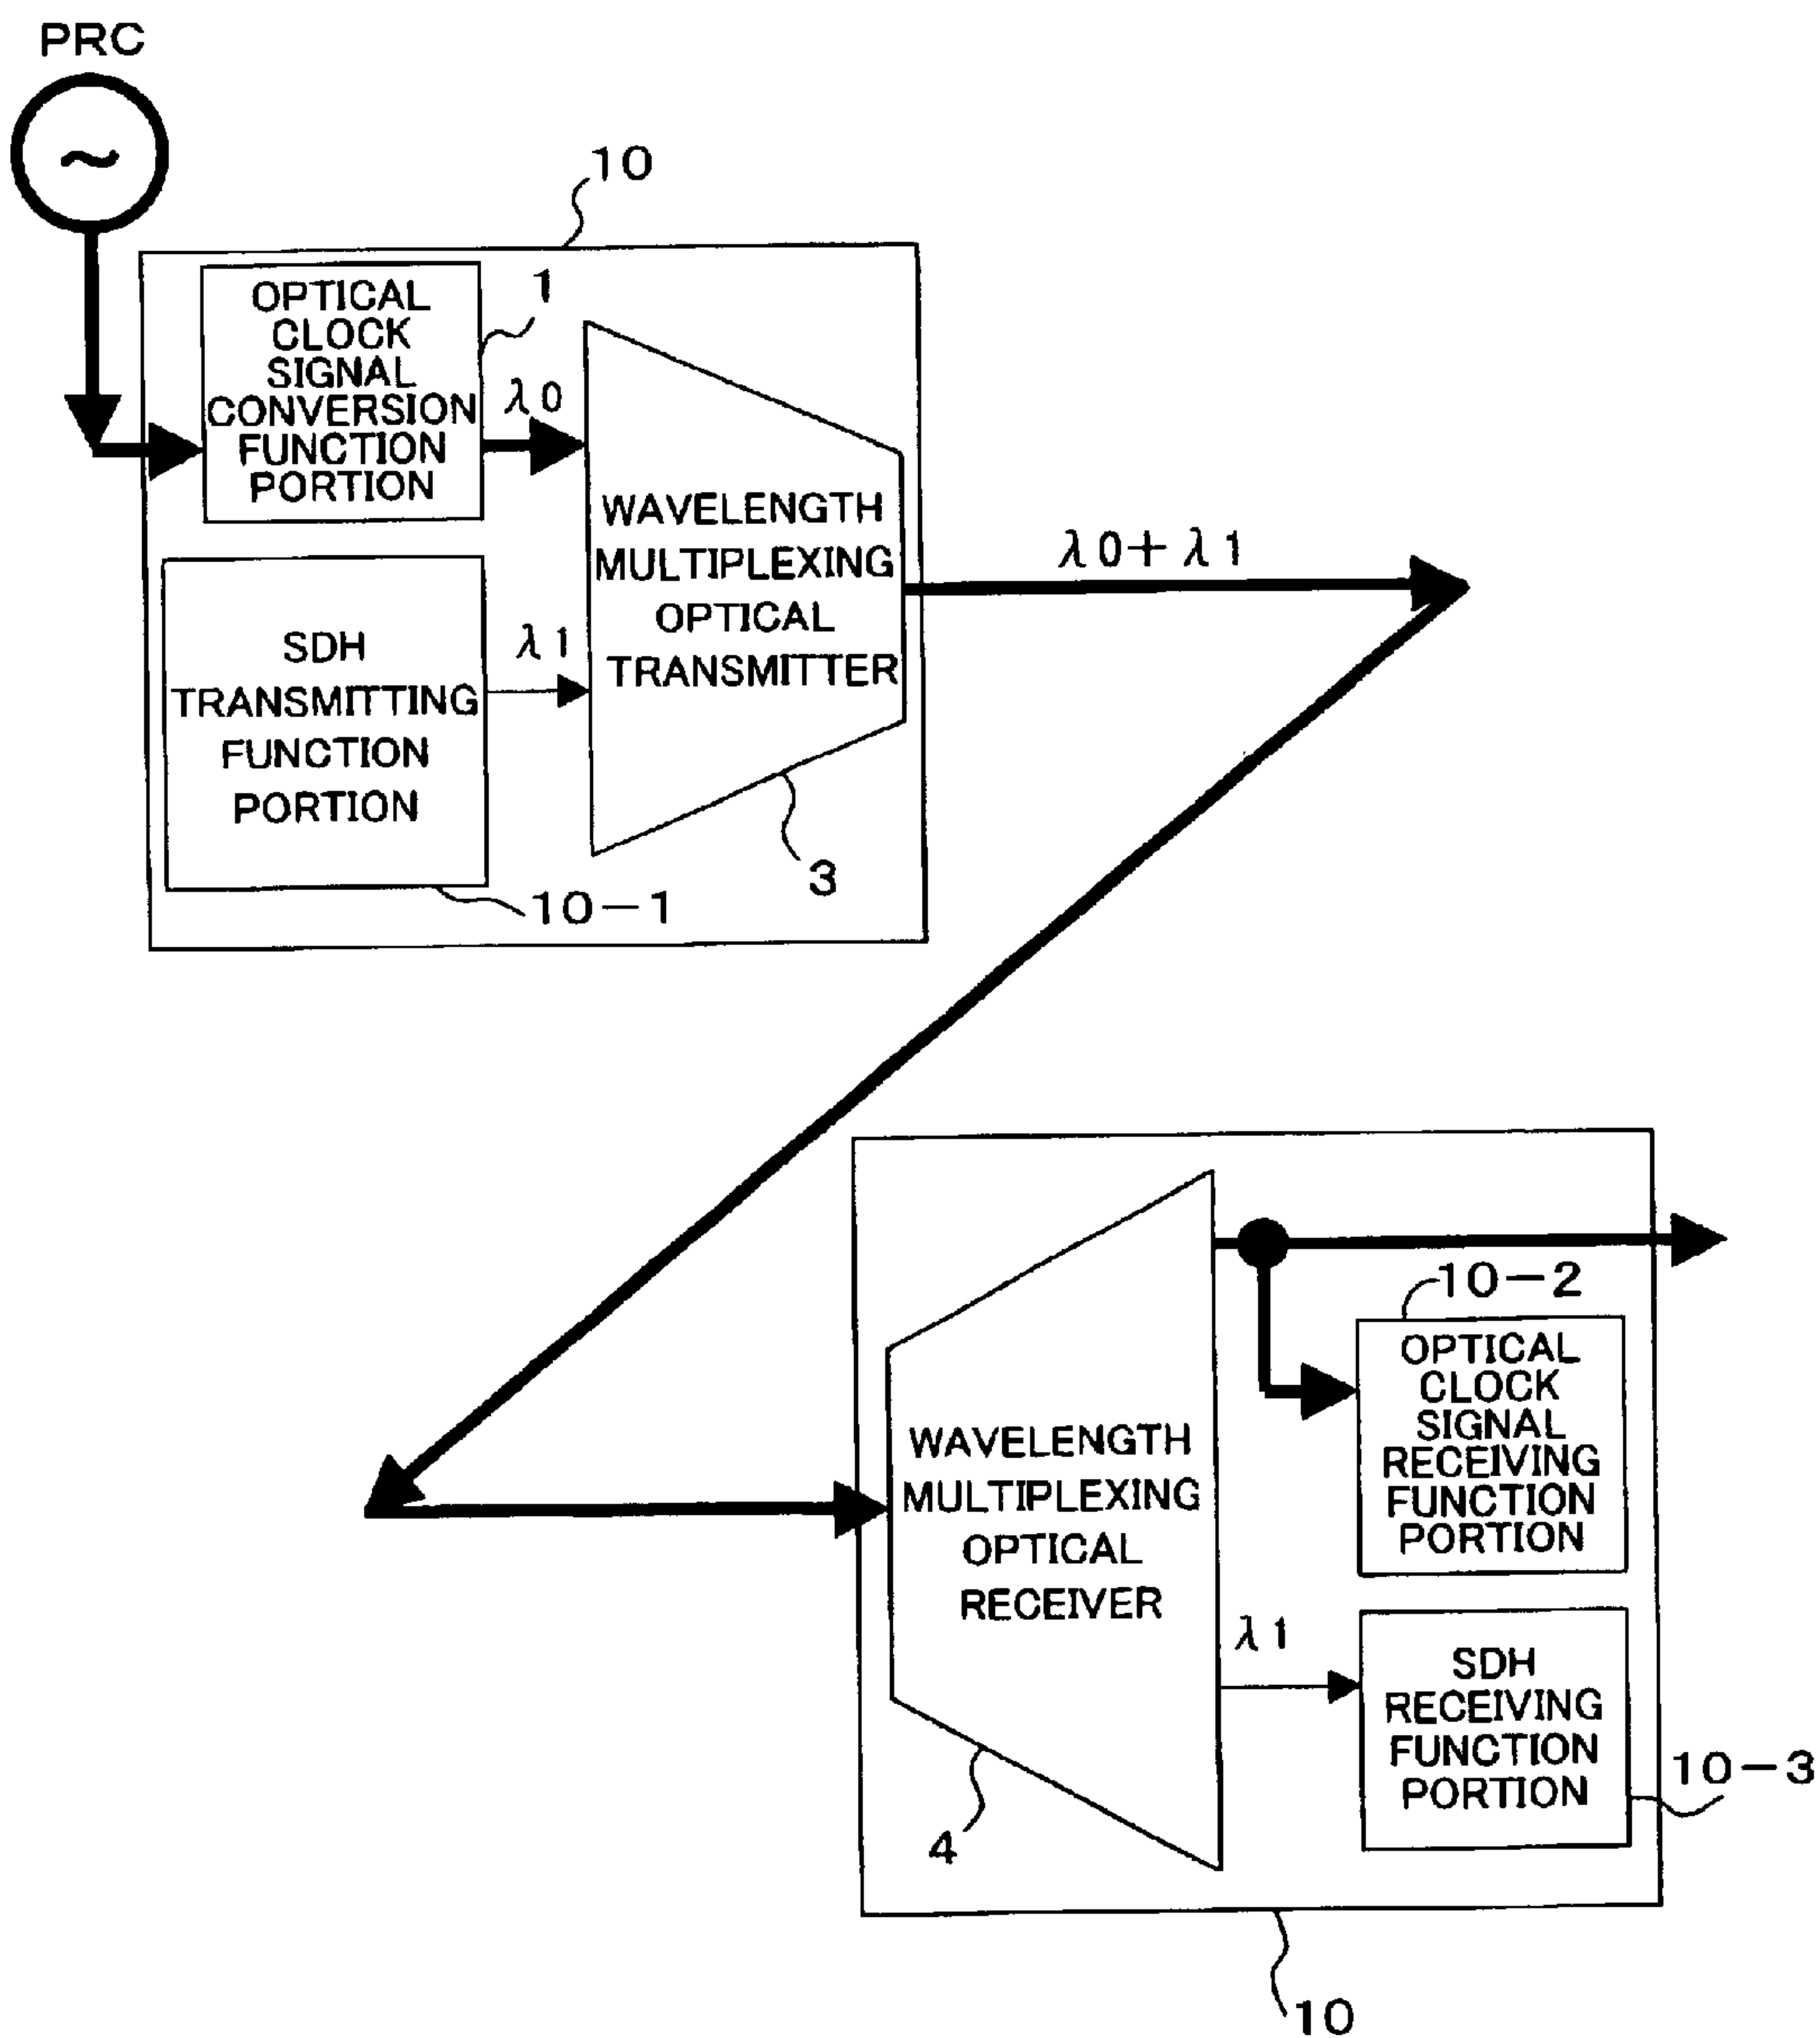 PRC
10
OPTICAL
CLOCK
SIGNAL
CONVERSION
FUNCTION
PORTION
1
λ0
WAVELENGTH
MULTIPLEXING
OPTICAL
TRANSMITTER
λ0+λ1
SDH
TRANSMITTING
FUNCTION
PORTION
λ1
3
10-1
10-2
OPTICAL
CLOCK
SIGNAL
RECEIVING
FUNCTION
PORTION
WAVELENGTH
MULTIPLEXING
OPTICAL
RECEIVER
λ1
SDH
RECEIVING
FUNCTION
PORTION
10-3
4
10